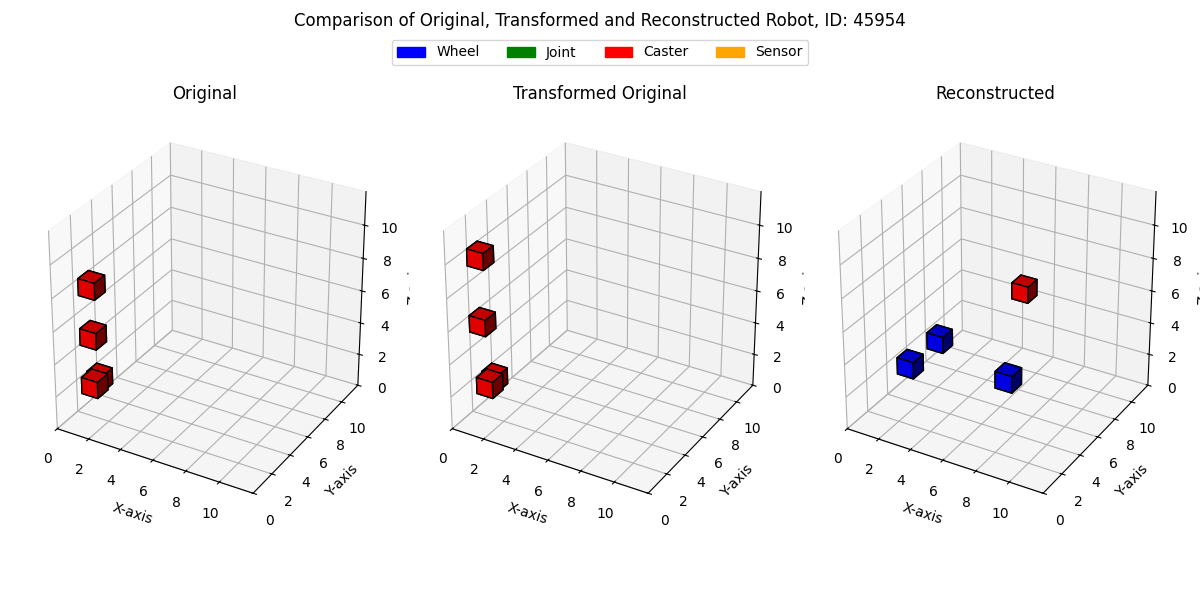 Comparison of Original, Transformed and Reconstructed Robot, ID: 45954
Wheel Joint Caster Sensor
Original Transformed Original Reconstructed
10 10 10
8 8 8
6 6 6
4 4 4
2 2 2
0 0 0
10 10 10
8 8 8
6 6 6
4 4 4
2 2 2
0 0 0
0 2 4 6 8 10 0 2 4 6 8 10 0 2 4 6 8 10
X-axis Y-axis X-axis Y-axis X-axis Y-axis